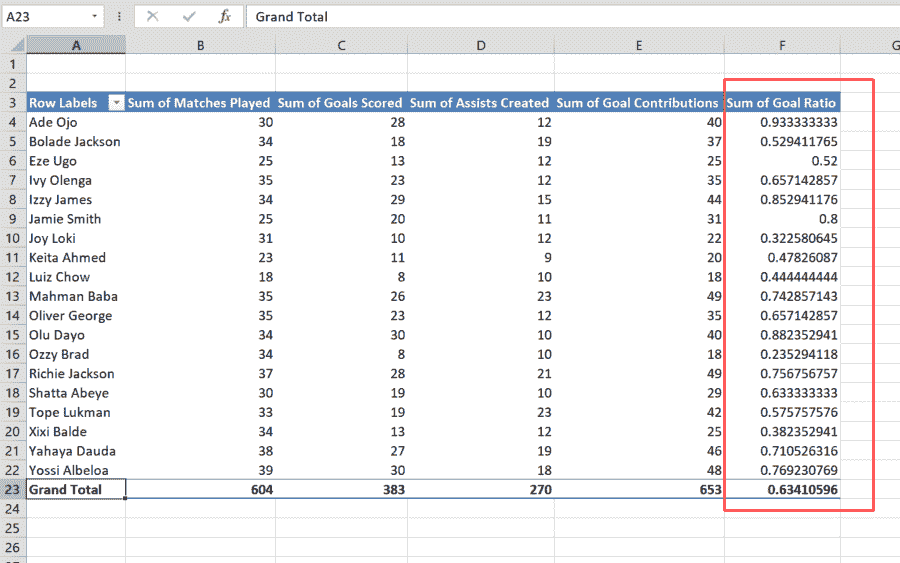 A23 fx Grand Total
A B C D E F G
1
2
3 Row Labels Sum of Matches Played Sum of Goals Scored Sum of Assists Created Sum of Goal Contributions Sum of Goal Ratio
4 Ade Ojo 30 28 12 40 0.933333333
5 Bolade Jackson 34 18 19 37 0.529411765
6 Eze Ugo 25 13 12 25 0.52
7 Ivy Olenga 35 23 12 35 0.657142857
8 Izzy James 34 29 15 44 0.852941176
9 Jamie Smith 25 20 11 31 0.8
10 Joy Loki 31 10 12 22 0.322580645
11 Keita Ahmed 23 11 9 20 0.47826087
12 Luiz Chow 18 8 10 18 0.444444444
13 Mahman Baba 35 26 23 49 0.742857143
14 Oliver George 35 23 12 35 0.657142857
15 Olu Dayo 34 30 10 40 0.882352941
16 Ozzy Brad 34 8 10 18 0.235294118
17 Richie Jackson 37 28 21 49 0.756756757
18 Shatta Abeye 30 19 10 29 0.633333333
19 Tope Lukman 33 19 23 42 0.575757576
20 Xixi Balde 34 13 12 25 0.382352941
21 Yahaya Dauda 38 27 19 46 0.710526316
22 Yossi Albeloa 39 30 18 48 0.769230769
23 Grand Total 604 383 270 653 0.63410596
24
25
26